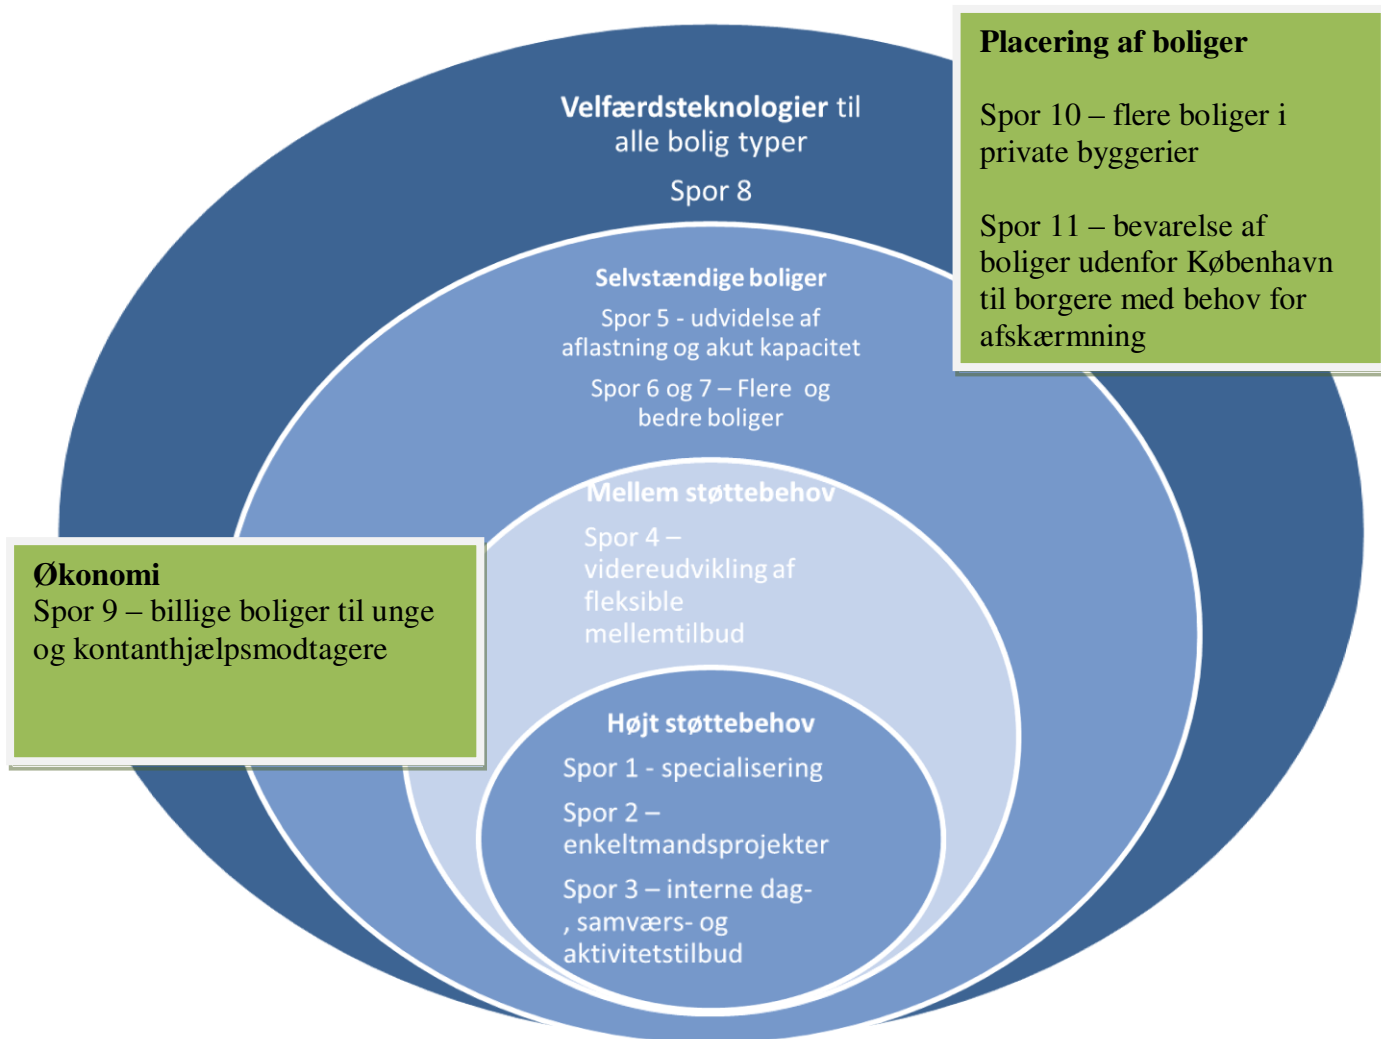 Velfærdsteknologier til
alle bolig typer
Spor 8
Placering af boliger
Spor 10 – flere boliger i
private byggerier
Spor 11 – bevarelse af
boliger udenfor København
til borgere med behov for
afskærmning
Selvstændige boliger
Spor 5 - udvidelse af
aflastning og akut kapacitet
Spor 6 og 7 – Flere og
bedre boliger
Mellem støttebehov
Spor 4 –
videreudvikling af
fleksible
mellemtilbud
Økonomi
Spor 9 – billige boliger til unge
og kontanthjælpsmodtagere
Højt støttebehov
Spor 1 - specialisering
Spor 2 –
enkeltmandsprojekter
Spor 3 – interne dag-
, samværs- og
aktivitetstilbud